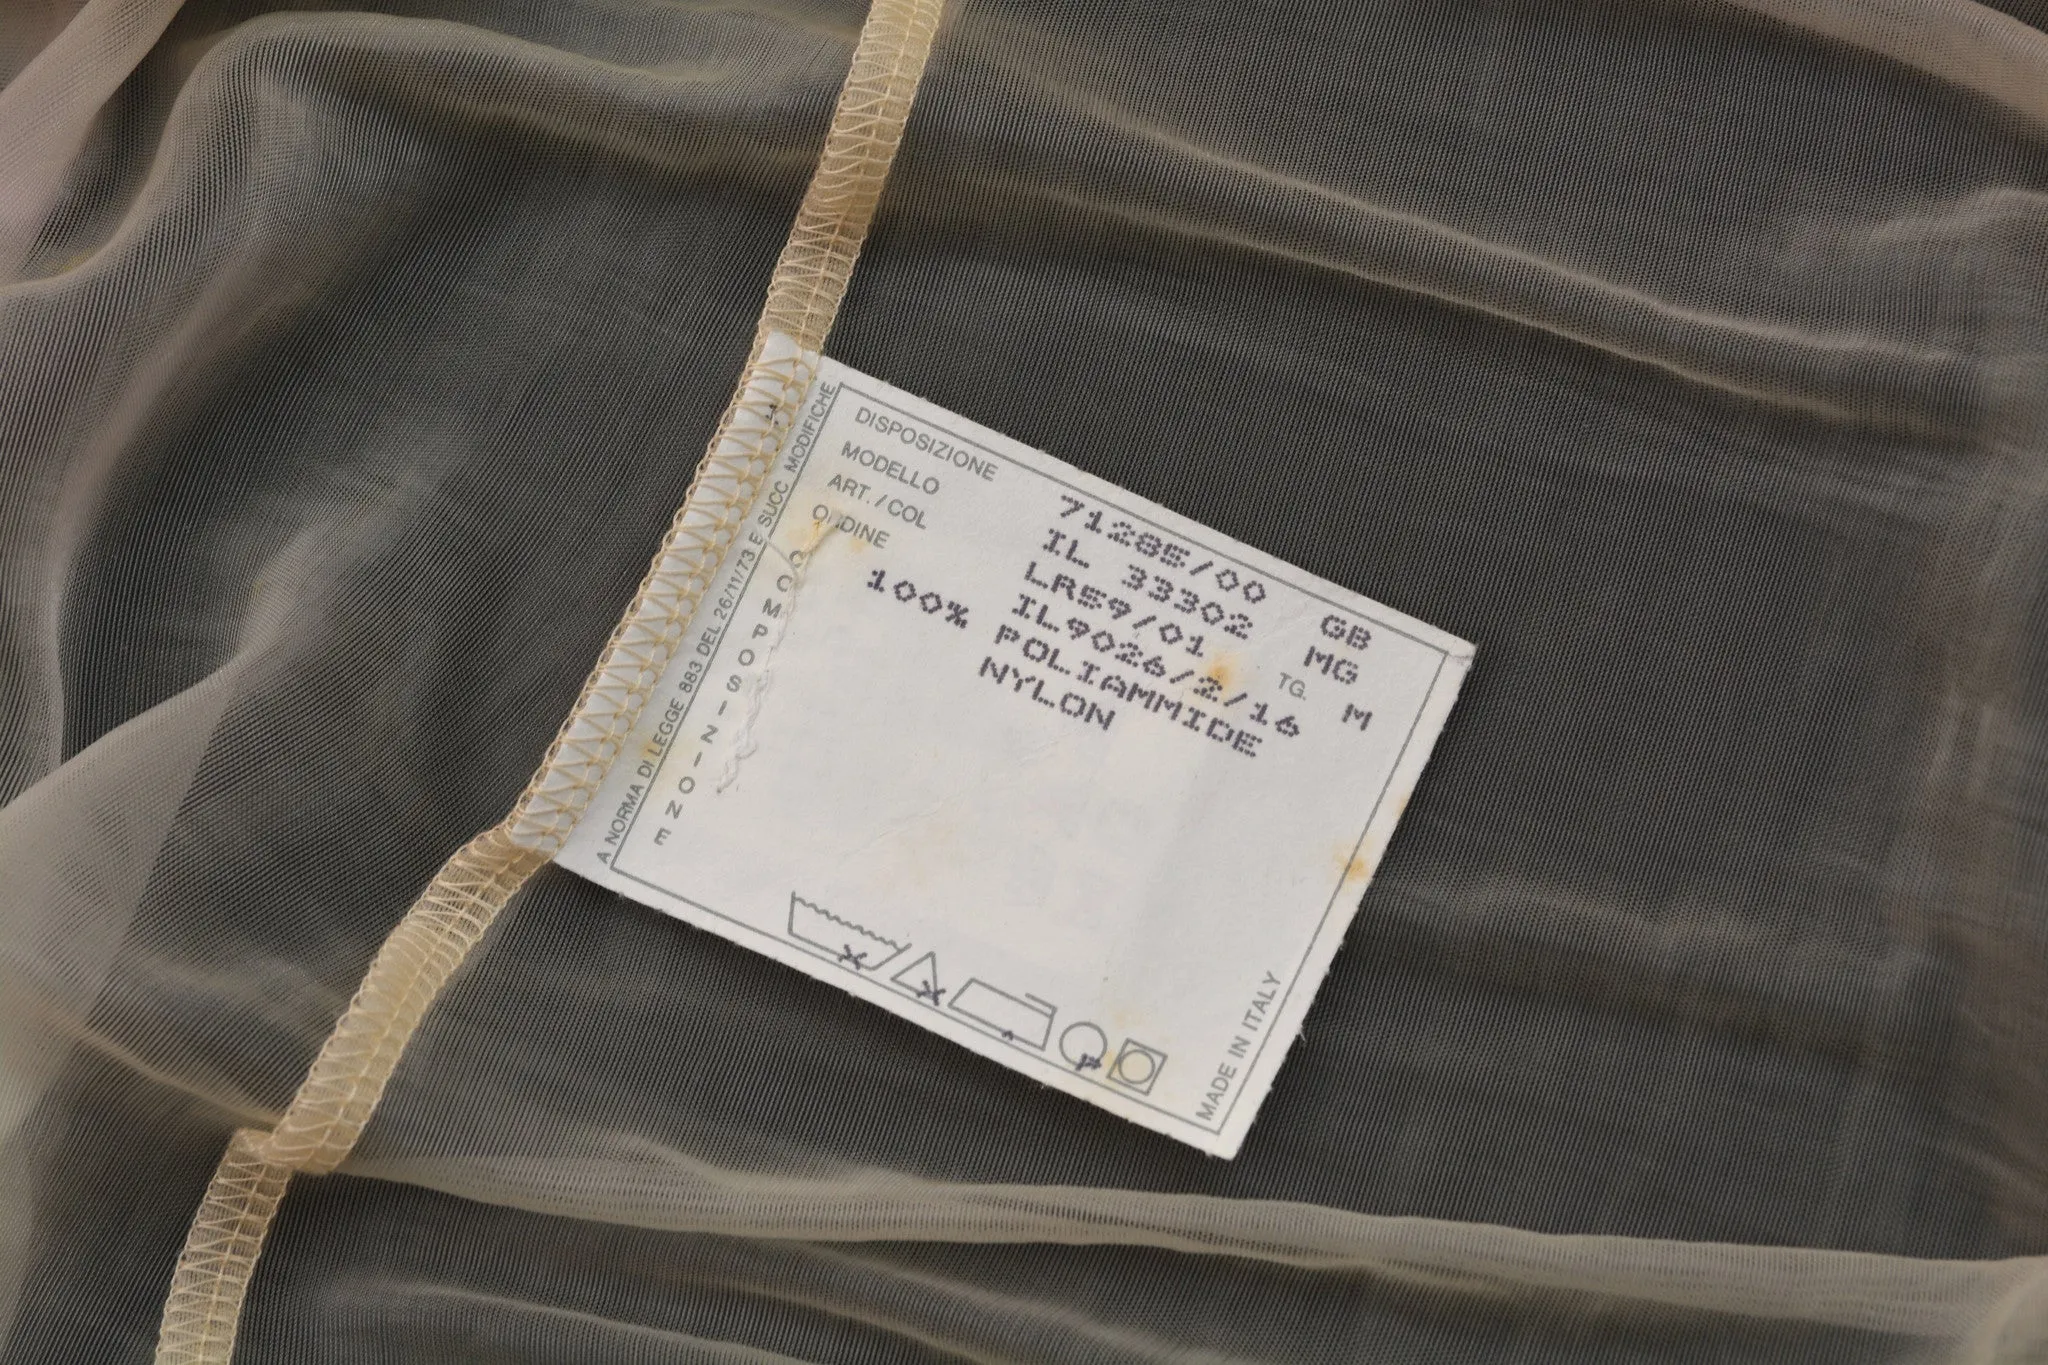 DISPOSIZIONE 71285/00 GB
MODELLO IL 33302 MG
ART./COL LR59/01 TG. M
ORDINE IL9026/2/16
100% POLIAMMIDE
NYLON
COMPOSIZIONE
A NORMA DI LEGGE 883 DEL 26/11/73 E SUCC MODIFICHE
MADE IN ITALY